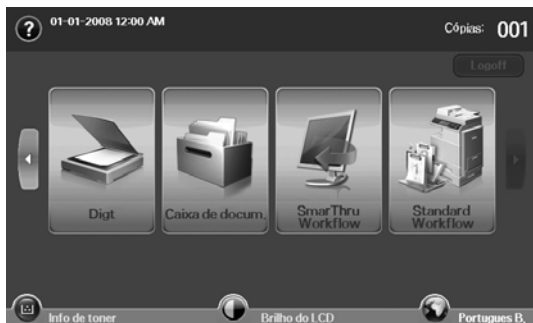 01-01-2008 12:00 AM
Cópias: 001
Logoff
Digt
Caixa de docum.
SmarThru
Workflow
Standard
Workflow
Info de toner
Brilho do LCD
Portugues B.